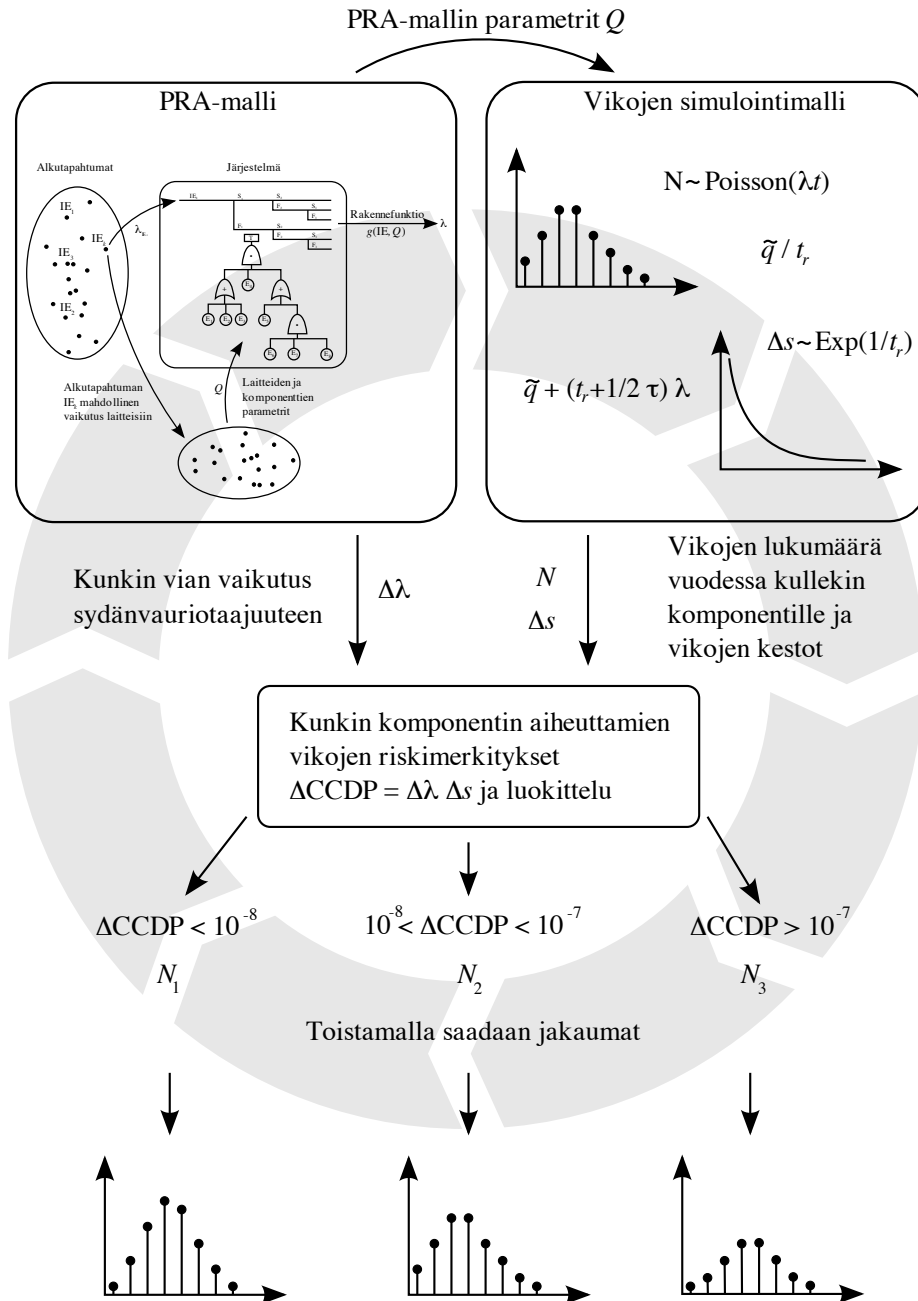 PRA-mallin parametrit Q
PRA-malli
Alkutapahtumat
Järjestelmä
IE₁
IE₃
IE₂
Rakennefunktio
g(IE, Q)
λ
Alkutapahtuman
vaikutus laitteisiin
Q
Laitteiden ja
komponenttien
parametrit
Vikojen simulointimalli
N~Poisson(λt)
q̃ / tᵣ
Δs~Exp(1/tᵣ)
q̃ + (tᵣ+1/2 τ) λ
Kunkin vian vaikutus
sydänvauriotaajuuteen
Δλ
N
Δs
Vikojen lukumäärä
vuodessa kullekin
komponentille ja
vikojen kestot
Kunkin komponentin aiheuttamien
vikojen riskimerkitykset
ΔCCDP = Δλ Δs ja luokittelu
ΔCCDP < 10⁻⁸
10⁻⁸ < ΔCCDP < 10⁻⁷
ΔCCDP > 10⁻⁷
N₁
N₂
N₃
Toistamalla saadaan jakaumat